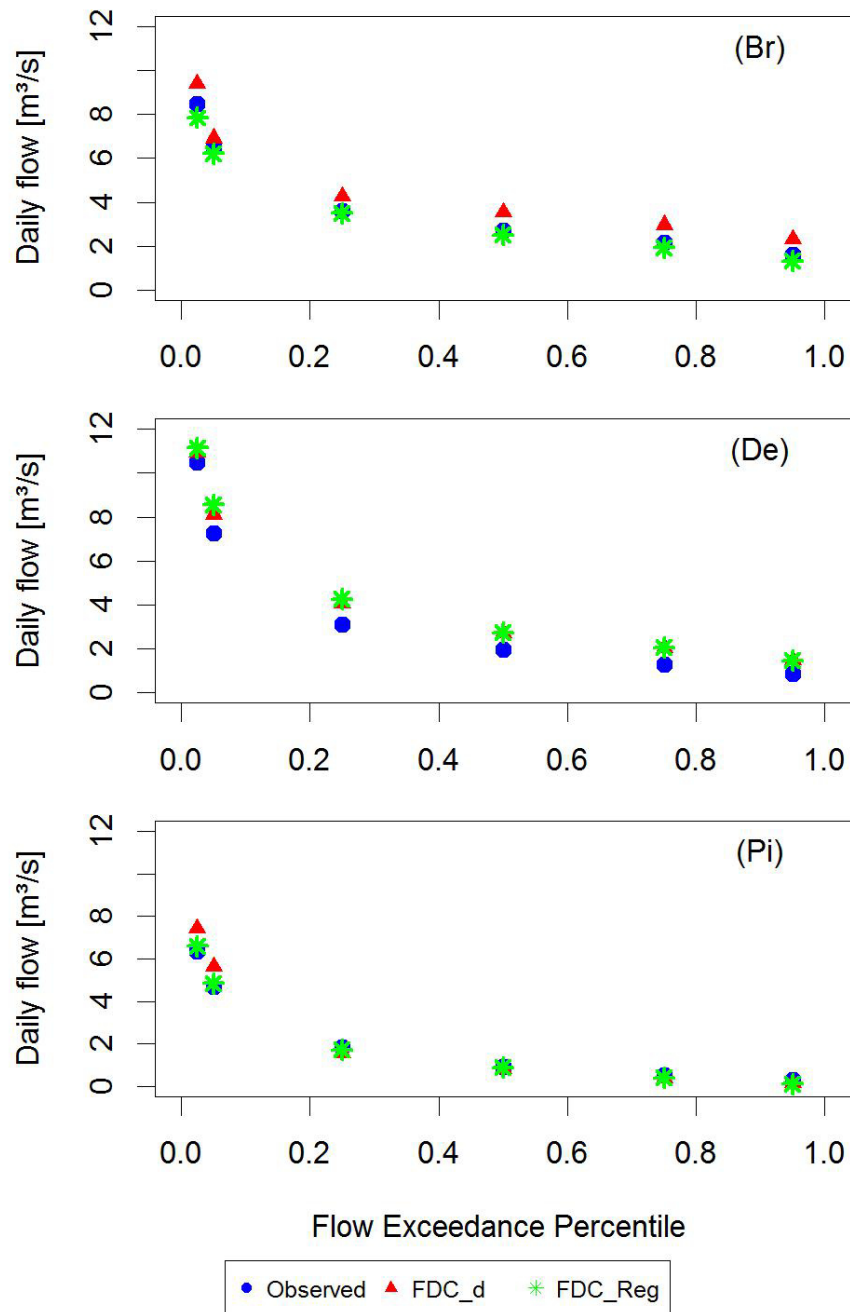 (Br)
Daily flow [m³/s]
12
8
6
4
2
0
0.0 0.2 0.4 0.6 0.8 1.0
(De)
Daily flow [m³/s]
12
8
6
4
2
0
0.0 0.2 0.4 0.6 0.8 1.0
(Pi)
Daily flow [m³/s]
12
8
6
4
2
0
0.0 0.2 0.4 0.6 0.8 1.0
Flow Exceedance Percentile
Observed FDC_d FDC_Reg